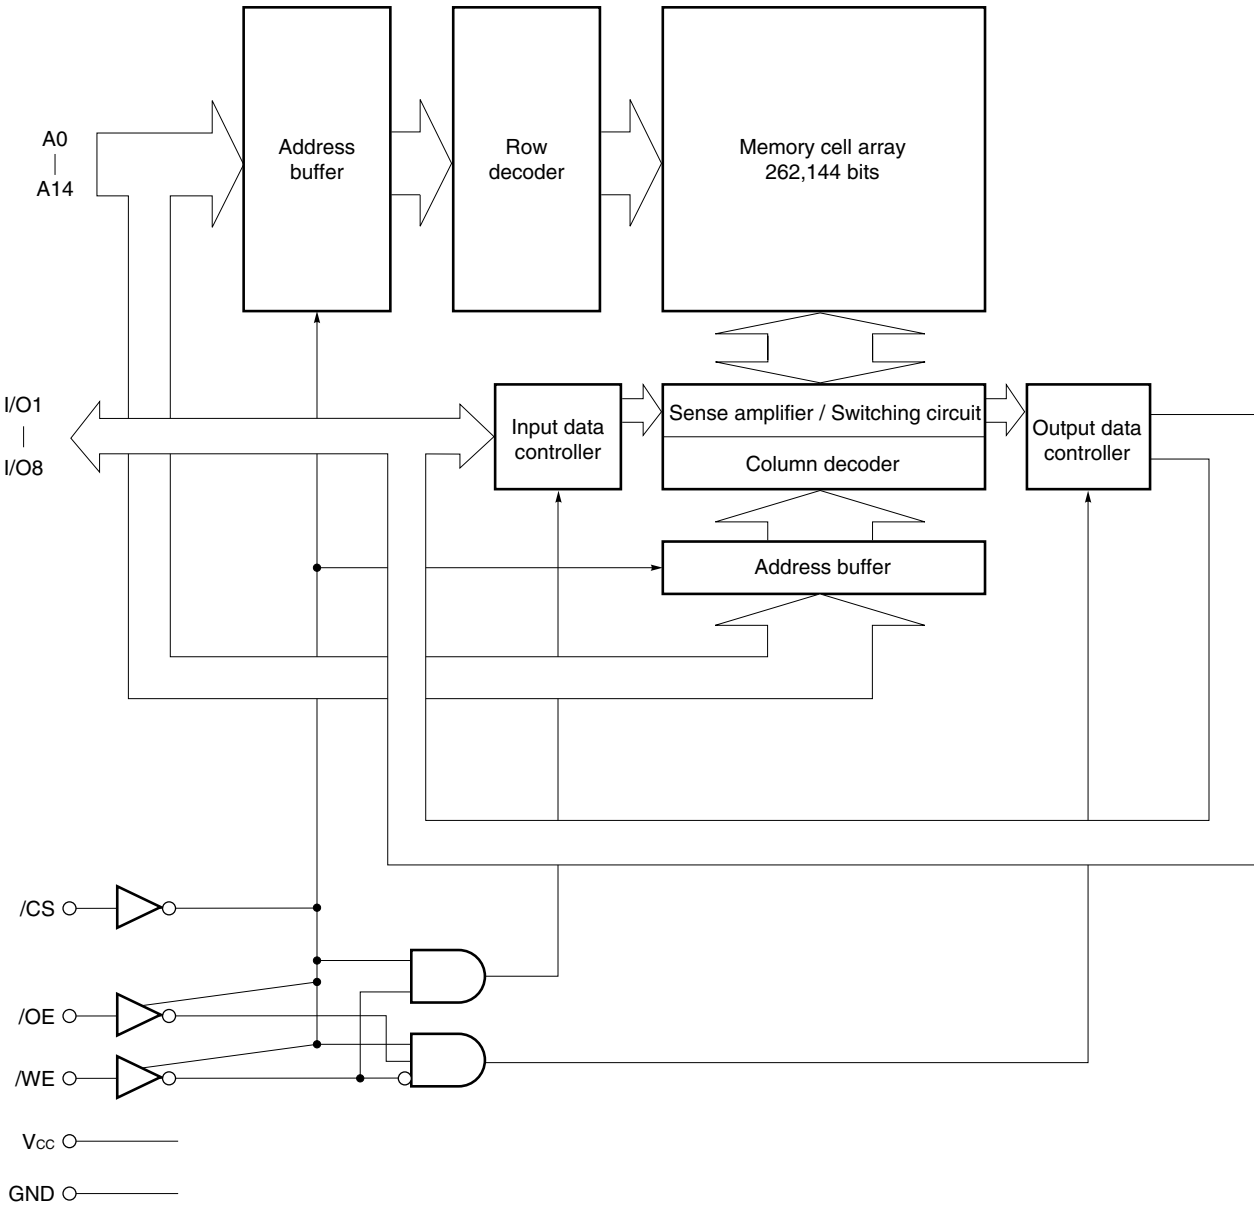 A0
A14
Address
buffer
Row
decoder
Memory cell array
262,144 bits
I/O1
I/O8
Input data
controller
Sense amplifier / Switching circuit
Column decoder
Output data
controller
Address buffer
/CS
/OE
/WE
VCC
GND